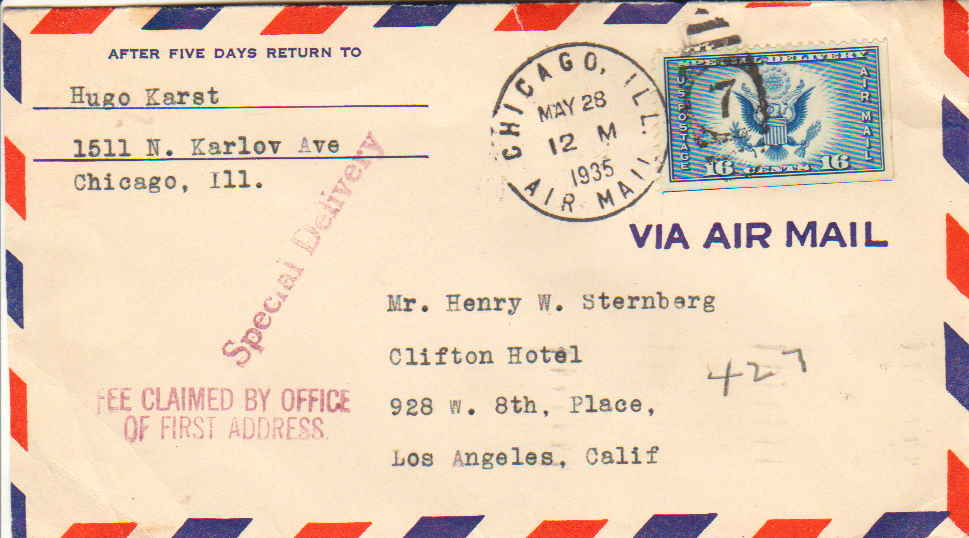 AFTER FIVE DAYS RETURN TO
Hugo Karst
1511 N. Karlov Ave
Chicago, Ill.
CHICAGO, ILL.
MAY 28
12 M
1935
AIR MAIL
7
SPECIAL DELIVERY
U.S. POSTAGE
AIR MAIL
16 CENTS 16
VIA AIR MAIL
Special Delivery
Mr. Henry W. Sternberg
Clifton Hotel
928 W. 8th, Place,
Los Angeles, Calif
427
FEE CLAIMED BY OFFICE
OF FIRST ADDRESS.